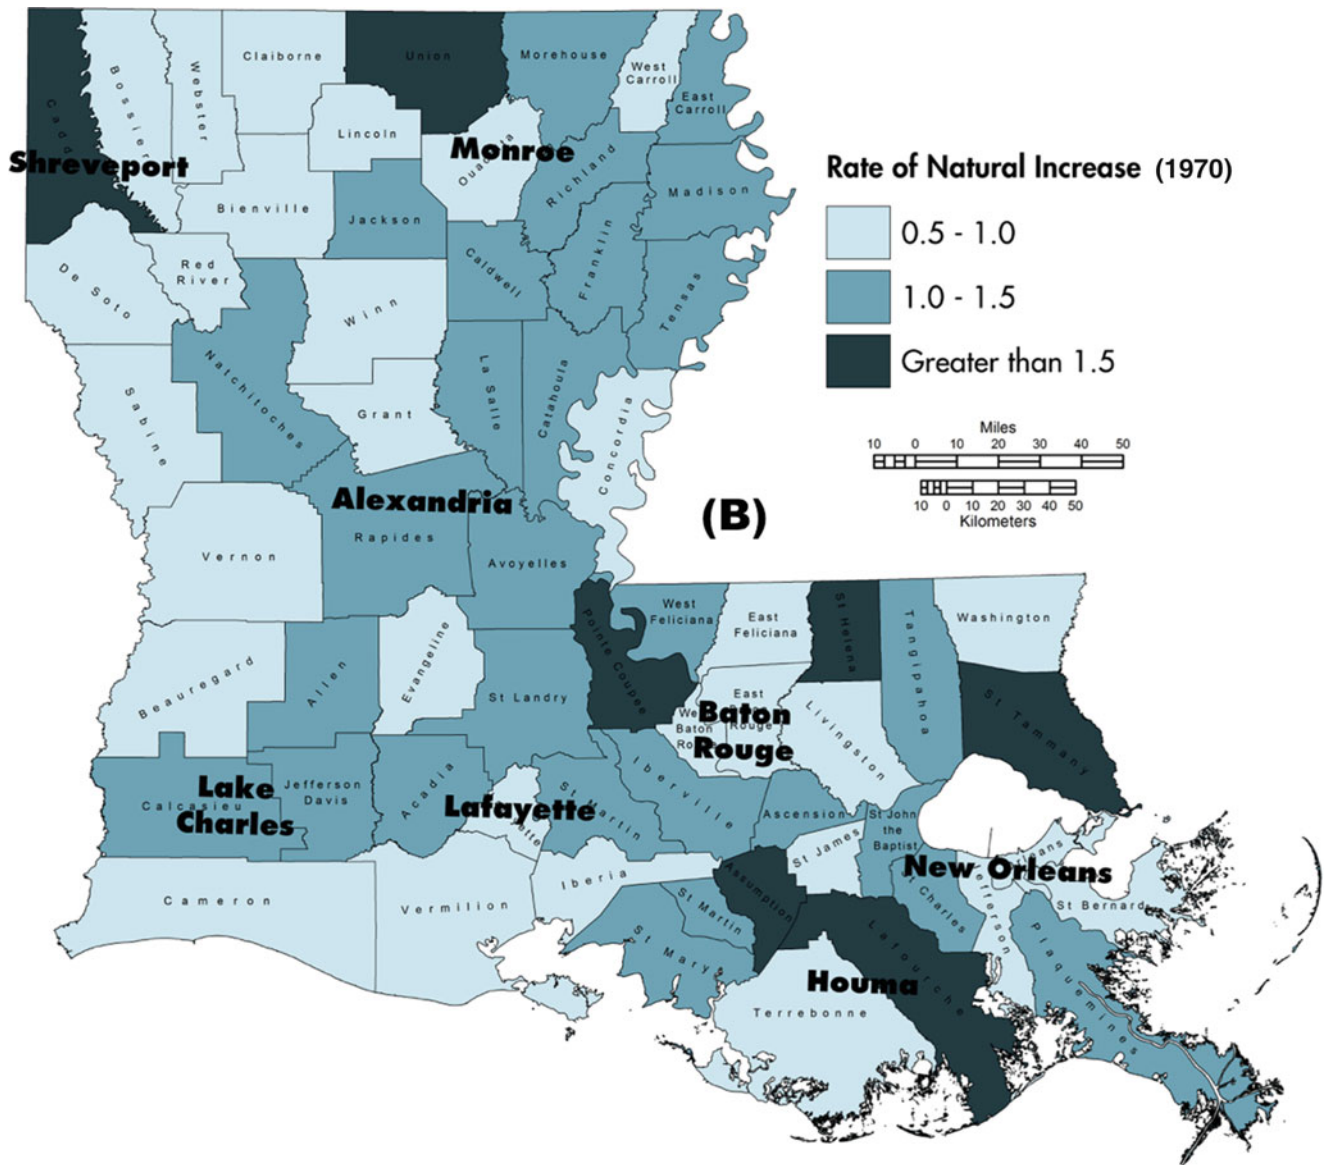 Claiborne
Union
Morehouse
West
Carroll
East
Carroll
Bossier
Webster
Lincoln
Monroe
Shreveport
Richland
Madison
Bienville
Jackson
Caldwell
Franklin
Tensas
De Soto
Red
River
Winn
Natchitoches
La Salle
Catahoula
Sabine
Grant
Concordia
Alexandria
Rapides
Vernon
Avoyelles
Rate of Natural Increase (1970)
0.5 - 1.0
1.0 - 1.5
Greater than 1.5
Miles
10 0 10 20 30 40 50
10 0 10 20 30 40 50
Kilometers
(B)
Pointe Coupee
West
Feliciana
East
Feliciana
St Helena
Tangipahoa
Washington
Beauregard
Allen
Evangeline
St Landry
St Tammany
East
Baton
Rouge
Baton
Rouge
Livingston
Lake
Charles
Calcasieu
Jefferson
Davis
Acadia
Lafayette
St Martin
Iberville
Ascension
St John
the
Baptist
St James
New Orleans
Cameron
Vermilion
Iberia
St Martin
Assumption
St Charles
Jefferson
St Bernard
St Mary
Lafourche
Plaquemines
Houma
Terrebonne